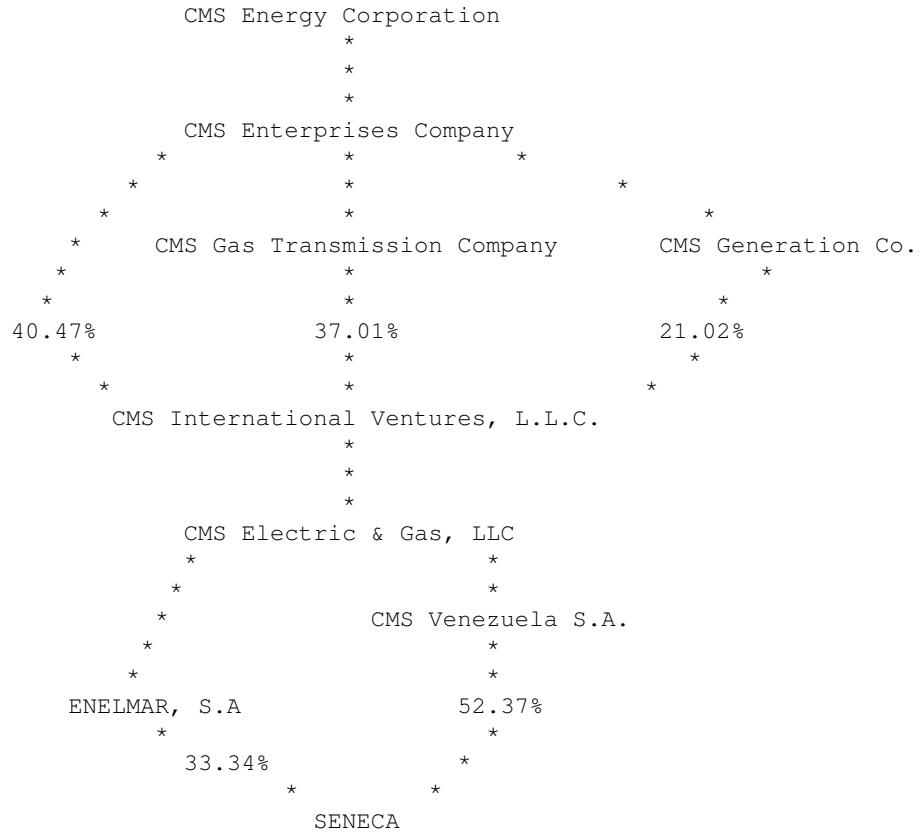 CMS Energy Corporation
*
*
*
CMS Enterprises Company
* * *
* * *
* * *
* CMS Gas Transmission Company CMS Generation Co.
* * *
* * *
40.47% 37.01% 21.02%
* * *
* * *
CMS International Ventures, L.L.C.
*
*
*
CMS Electric & Gas, LLC
* *
* *
* CMS Venezuela S.A.
* *
* *
ENELMAR, S.A 52.37%
* *
33.34% *
* *
SENECA